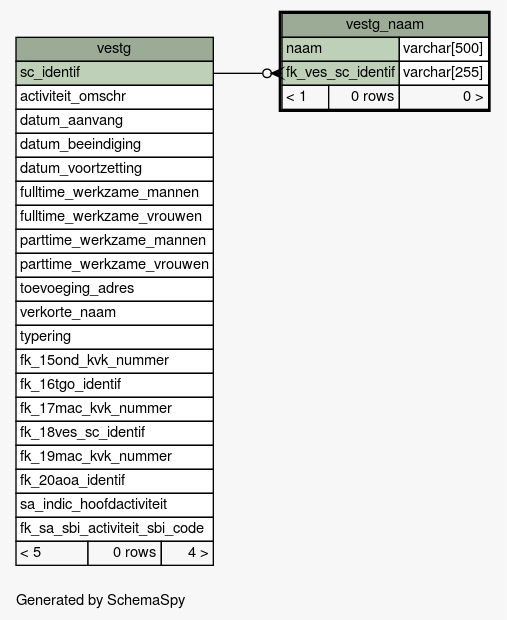 vestg
sc_identif
activiteit_omschr
datum_aanvang
datum_beeindiging
datum_voortzetting
fulltime_werkzame_mannen
fulltime_werkzame_vrouwen
parttime_werkzame_mannen
parttime_werkzame_vrouwen
toevoeging_adres
verkorte_naam
typering
fk_15ond_kvk_nummer
fk_16tgo_identif
fk_17mac_kvk_nummer
fk_18ves_sc_identif
fk_19mac_kvk_nummer
fk_20aoa_identif
sa_indic_hoofdactiviteit
fk_sa_sbi_activiteit_sbi_code
< 5 0 rows 4 >
vestg_naam
naam varchar[500]
fk_ves_sc_identif varchar[255]
< 1 0 rows 0 >
Generated by SchemaSpy